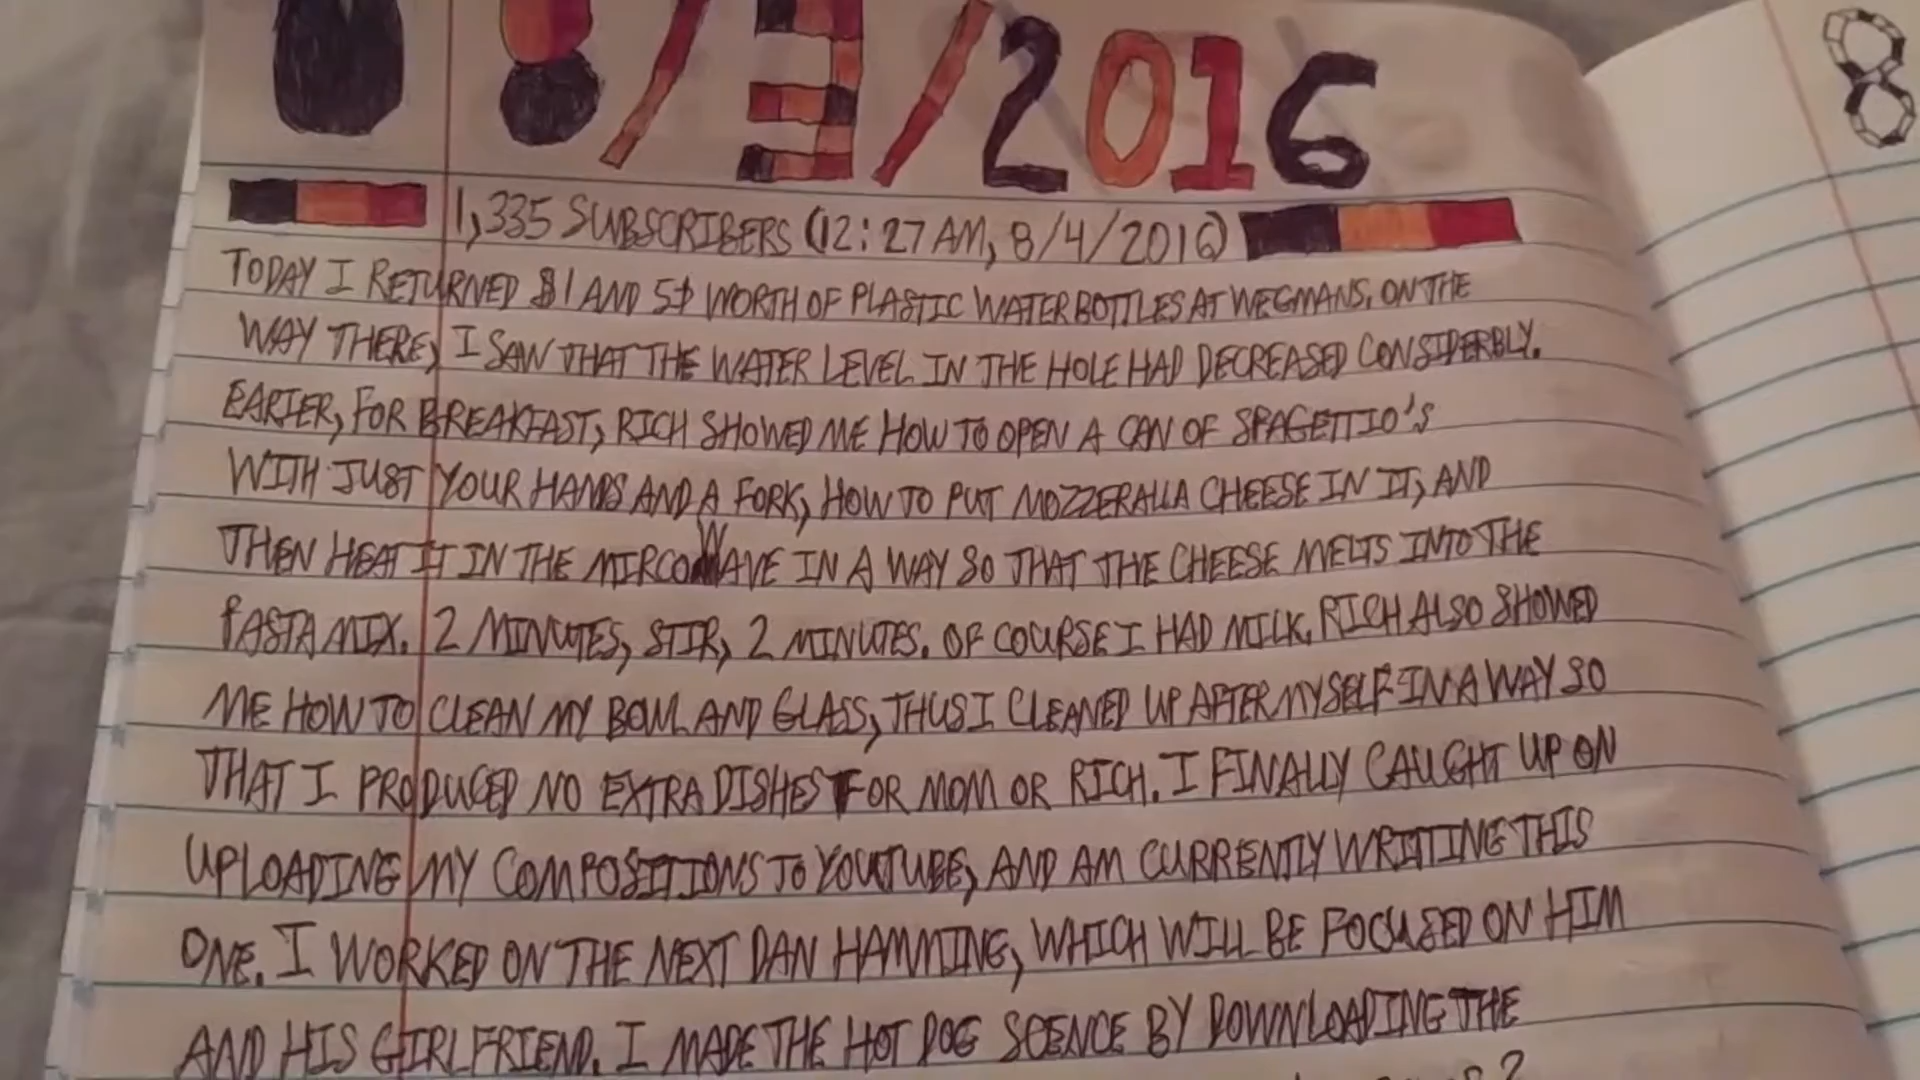 8/3/2016
1,335 SUBSCRIBERS (12:27 AM, 8/4/2016)
TODAY I RETURNED $1 AND 5¢ WORTH OF PLASTIC WATER BOTTLES AT WEGMANS. ON THE
WAY THERE, I SAW THAT THE WATER LEVEL IN THE HOLE HAD DECREASED CONSIDERBLY.
EARIER, FOR BREAKFAST, RICH SHOWED ME HOW TO OPEN A CAN OF SPAGETTIO'S
WITH JUST YOUR HANDS AND A FORK, HOW TO PUT MOZZERALLA CHEESE IN IT, AND
THEN HEAT IT IN THE MIRCOWAVE IN A WAY SO THAT THE CHEESE MELTS INTO THE
PASTA MIX. 2 MINUTES, STIR, 2 MINUTES. OF COURSE I HAD MILK. RICH ALSO SHOWED
ME HOW TO CLEAN MY BOWL AND GLASS, THUS I CLEANED UP AFTER MYSELF IN A WAY SO
THAT I PRODUCED NO EXTRA DISHES FOR MOM OR RICH. I FINALLY CAUGHT UP ON
UPLOADING MY COMPOSITIONS TO YOUTUBE, AND AM CURRENTLY WRITTING THIS
ONE. I WORKED ON THE NEXT DAN HAMMING, WHICH WILL BE FOCUSED ON HIM
AND HIS GIRLFRIEND. I MADE THE HOT DOG SCENCE BY DOWNLOADING THE
8